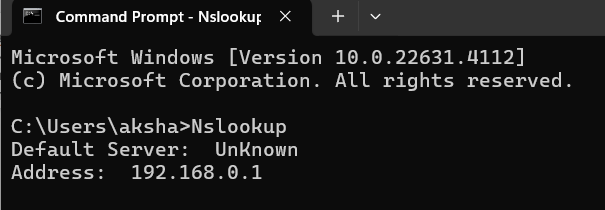 Command Prompt - Nslookup
Microsoft Windows [Version 10.0.22631.4112]
(c) Microsoft Corporation. All rights reserved.
C:\Users\aksha>Nslookup
Default Server:  UnKnown
Address:  192.168.0.1